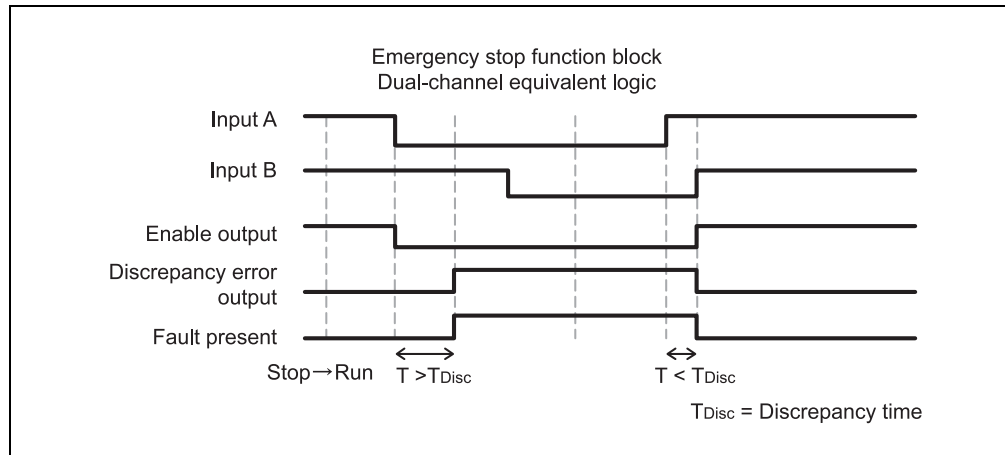 Emergency stop function block
Dual-channel equivalent logic
Input A
Input B
Enable output
Discrepancy error
output
Fault present
Stop→Run
T >TDisc
T < TDisc
TDisc = Discrepancy time